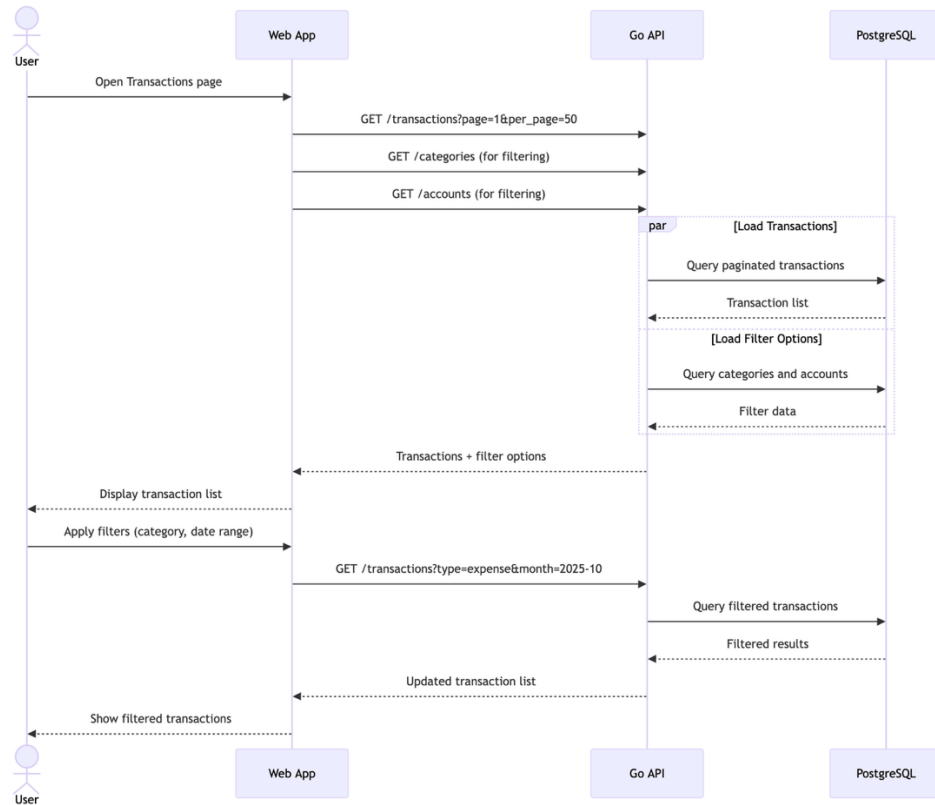 Web App
Go API
PostgreSQL
User
Open Transactions page
GET /transactions?page=1&per_page=50
GET /categories (for filtering)
GET /accounts (for filtering)
par
[Load Transactions]
Query paginated transactions
Transaction list
[Load Filter Options]
Query categories and accounts
Filter data
Transactions + filter options
Display transaction list
Apply filters (category, date range)
GET /transactions?type=expense&month=2025-10
Query filtered transactions
Filtered results
Updated transaction list
Show filtered transactions
Web App
Go API
PostgreSQL
User